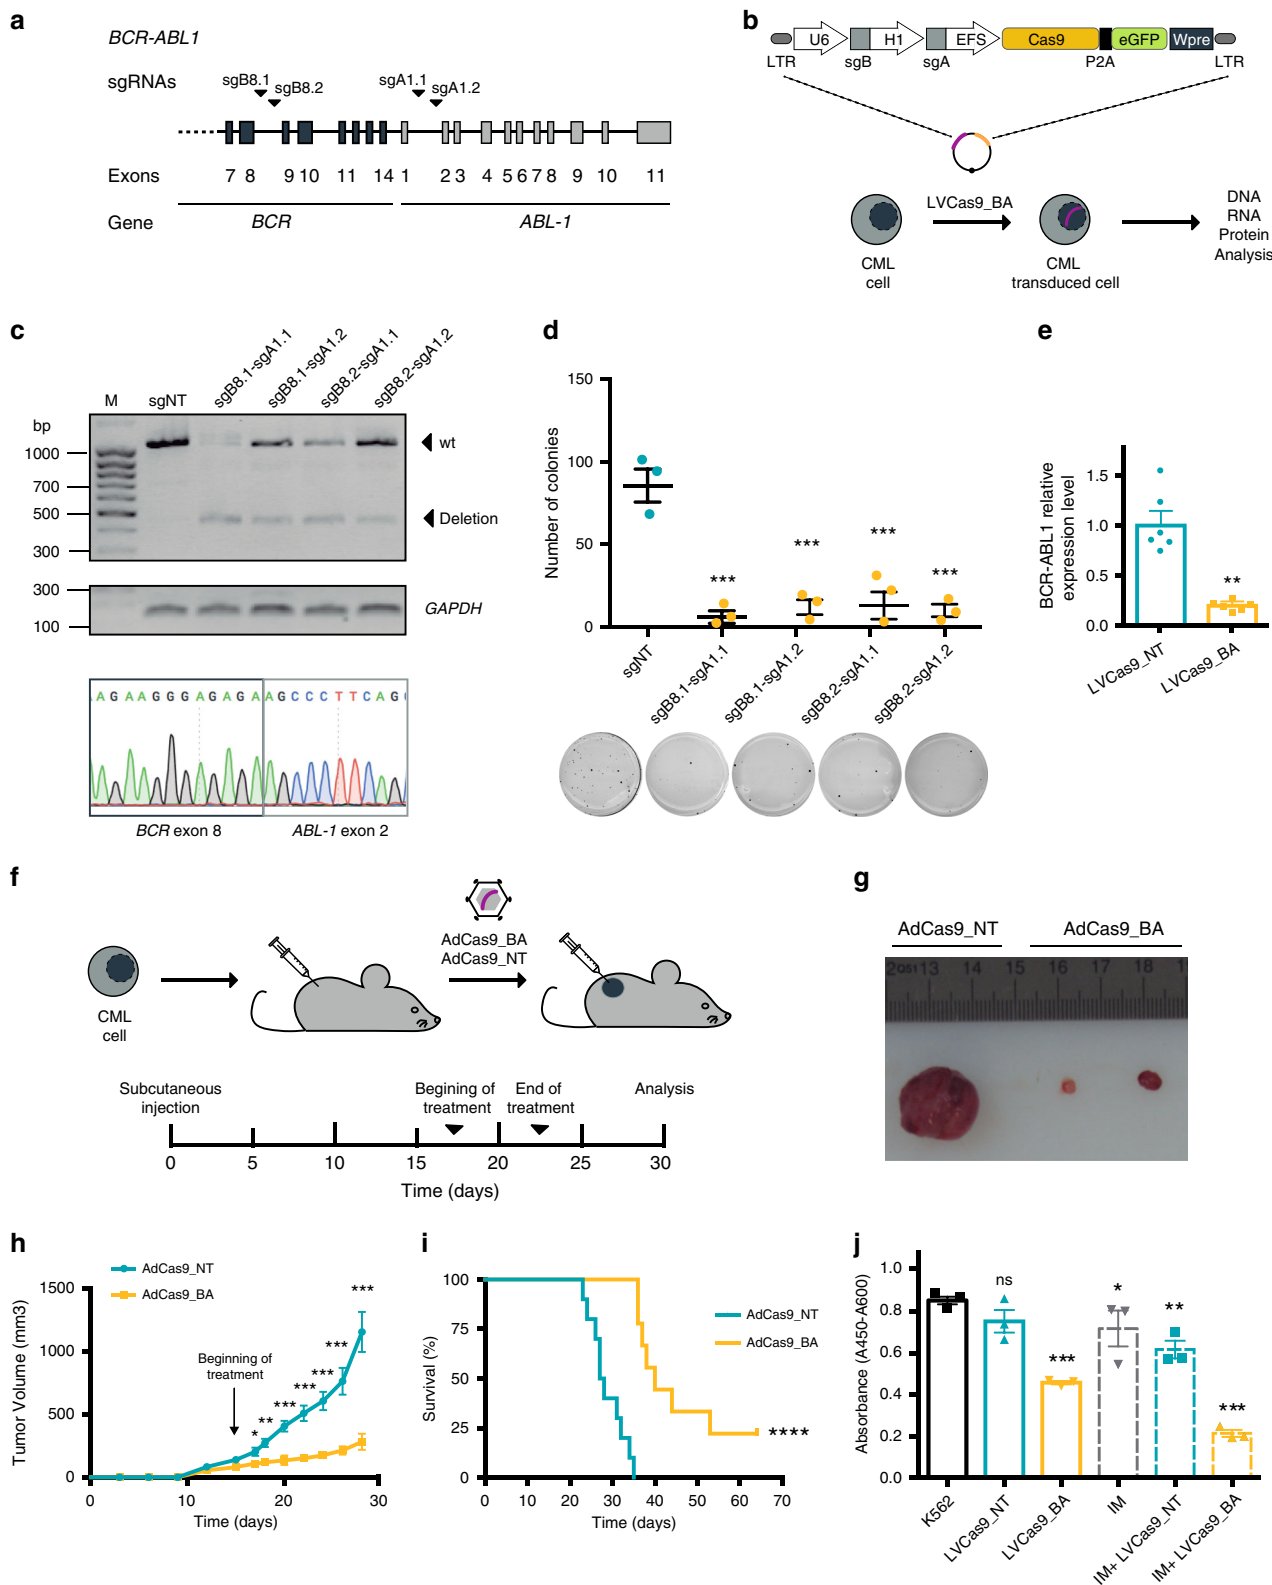 a
BCR-ABL1
sgRNAs
sgB8.1
sgB8.2
sgA1.1
sgA1.2
Exons
7 8 9 10 11 14 1 2 3 4 5 6 7 8 9 10 11
Gene
BCR
ABL-1
b
U6 H1 EFS Cas9 eGFP Wpre
LTR sgB sgA P2A LTR
LVCas9_BA
CML
cell
CML
transduced cell
DNA
RNA
Protein
Analysis
c
M sgNT sgB8.1-sgA1.1 sgB8.1-sgA1.2 sgB8.2-sgA1.1 sgB8.2-sgA1.2
bp
1000
700
500
300
wt
Deletion
300
100
GAPDH
A G A A G G G A G A G A A G C C C T T C A G
BCR exon 8
ABL-1 exon 2
d
Number of colonies
150
100
50
0
***
***
***
***
sgNT
sgB8.1-sgA1.1
sgB8.1-sgA1.2
sgB8.2-sgA1.1
sgB8.2-sgA1.2
e
BCR-ABL1 relative
expression level
1.5
1.0
0.5
0.0
**
LVCas9_NT
LVCas9_BA
f
CML
cell
AdCas9_BA
AdCas9_NT
Subcutaneous
injection
Begining of
treatment
End of
treatment
Analysis
0 5 10 15 20 25 30
Time (days)
g
AdCas9_NT
AdCas9_BA
13 14 15 16 17 18
h
AdCas9_NT
AdCas9_BA
Tumor Volume (mm3)
1500
1000
500
0
Beginning of
treatment
*
**
***
***
***
***
***
0 10 20 30
Time (days)
i
Survival (%)
100
75
50
25
0
AdCas9_NT
AdCas9_BA
****
0 10 20 30 40 50 60 70
Time (days)
j
Absorbance (A450-A600)
1.0
0.8
0.6
0.4
0.2
0.0
ns
***
*
**
***
K562
LVCas9_NT
LVCas9_BA
IM
IM+ LVCas9_NT
IM+ LVCas9_BA